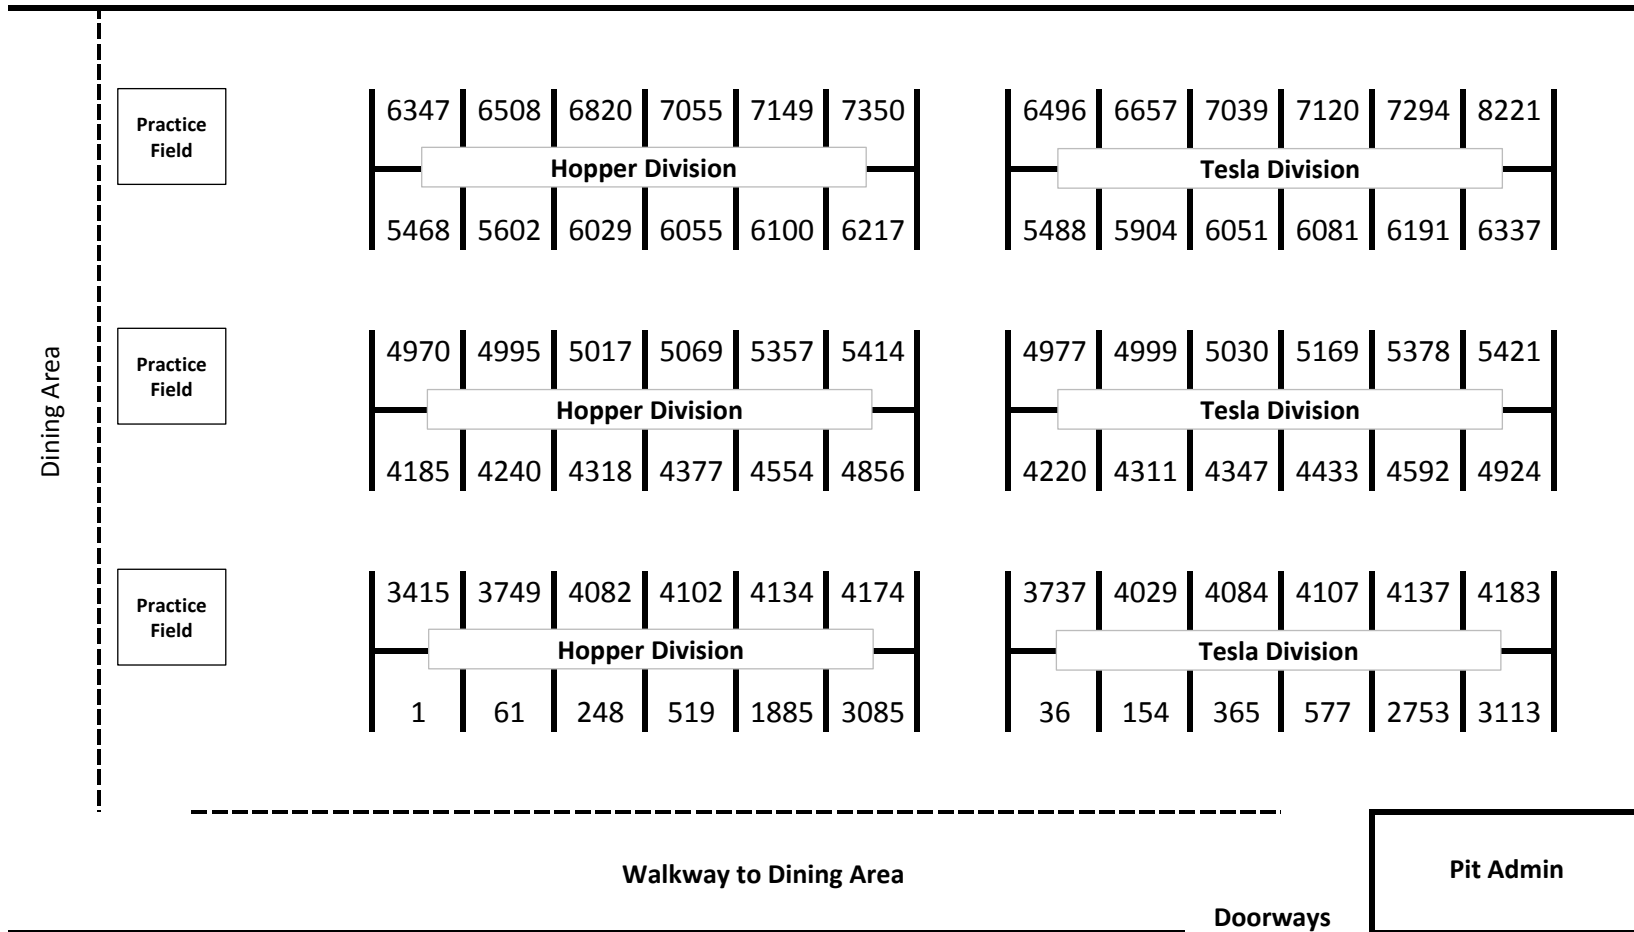 Dining Area
Practice
Field
6347 6508 6820 7055 7149 7350
Hopper Division
5468 5602 6029 6055 6100 6217
6496 6657 7039 7120 7294 8221
Tesla Division
5488 5904 6051 6081 6191 6337
Practice
Field
4970 4995 5017 5069 5357 5414
Hopper Division
4185 4240 4318 4377 4554 4856
4977 4999 5030 5169 5378 5421
Tesla Division
4220 4311 4347 4433 4592 4924
Practice
Field
3415 3749 4082 4102 4134 4174
Hopper Division
1 61 248 519 1885 3085
3737 4029 4084 4107 4137 4183
Tesla Division
36 154 365 577 2753 3113
Walkway to Dining Area
Doorways
Pit Admin